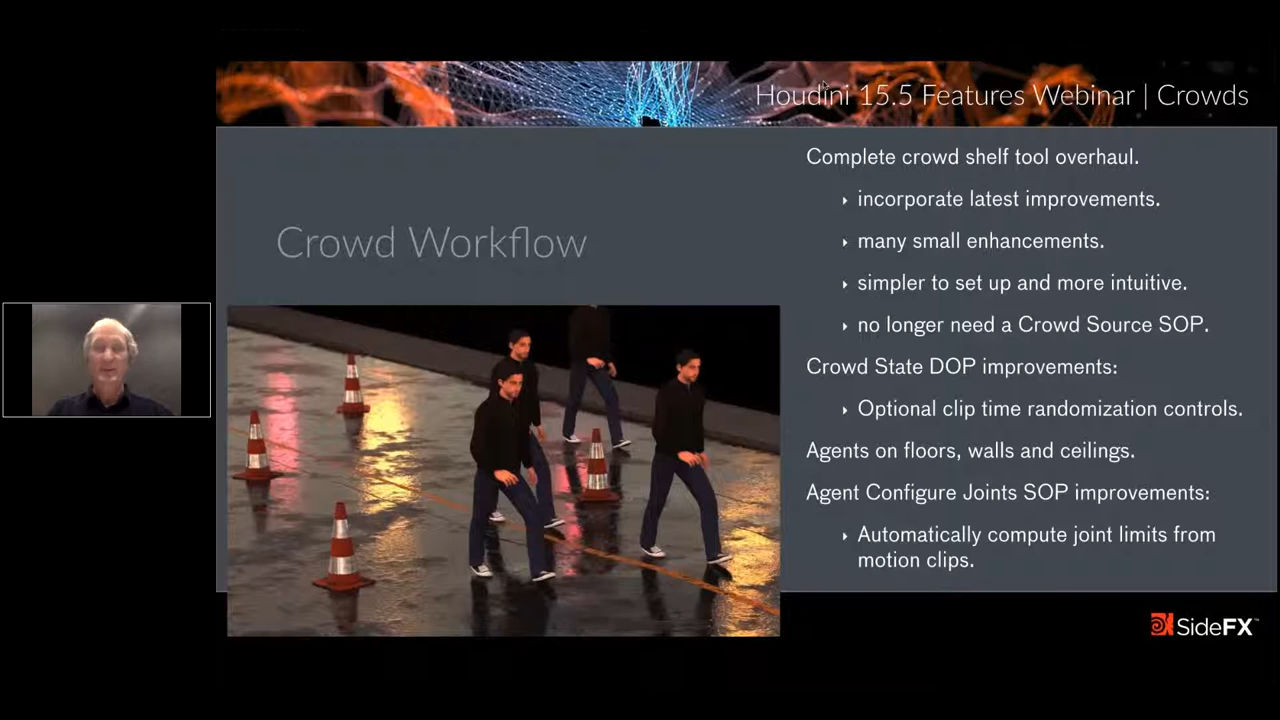 Houdini 15.5 Features Webinar | Crowds
Crowd Workflow
Complete crowd shelf tool overhaul.
incorporate latest improvements.
many small enhancements.
simpler to set up and more intuitive.
no longer need a Crowd Source SOP.
Crowd State DOP improvements:
Optional clip time randomization controls.
Agents on floors, walls and ceilings.
Agent Configure Joints SOP improvements:
Automatically compute joint limits from
motion clips.
SideFX